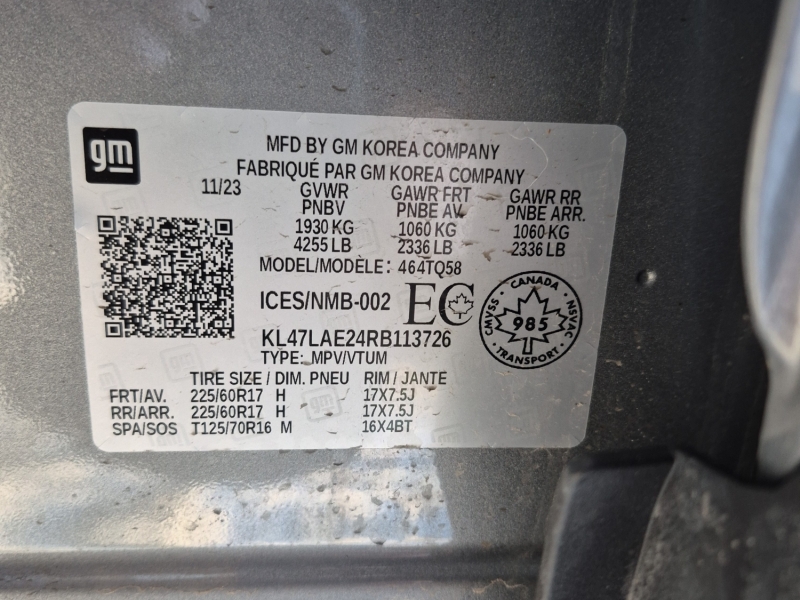 gm
MFD BY GM KOREA COMPANY
FABRIQUÉ PAR GM KOREA COMPANY
11/23 GVWR GAWR FRT GAWR RR
PNBV PNBE AV. PNBE ARR.
1930 KG 1060 KG 1060 KG
4255 LB 2336 LB 2336 LB
MODEL/MODÈLE: 464TQ58
ICES/NMB-002 EC
CANADA
CMVSS 985 NSVAC
TRANSPORT
KL47LAE24RB113726
TYPE: MPV/VTUM
TIRE SIZE / DIM. PNEU RIM / JANTE
FRT/AV. 225/60R17 H 17X7.5J
RR/ARR. 225/60R17 H 17X7.5J
SPA/SOS T125/70R16 M 16X4BT